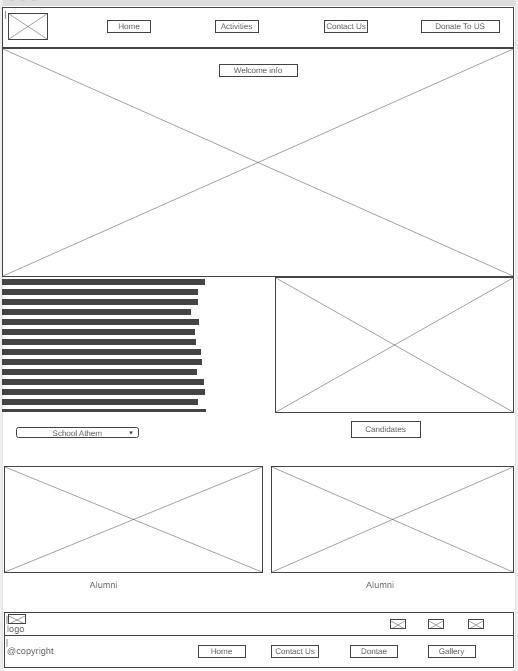 Home Activities Contact Us Donate To US
Welcome info
School Athem
Candidates
Alumni Alumni
logo
@copyright Home Contact Us Dontae Gallery